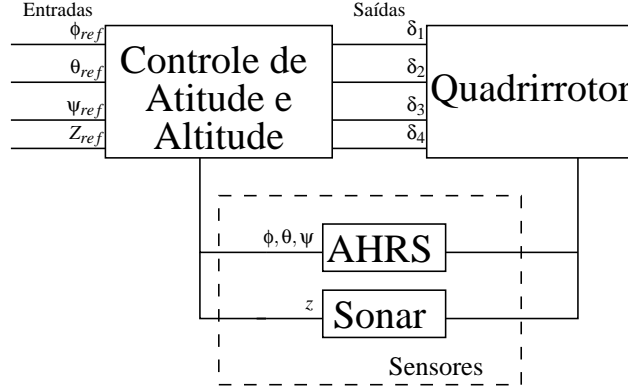 Entradas
Saídas
ϕref
θref
ψref
Zref
Controle de
Atitude e
Altitude
δ1
δ2
δ3
δ4
Quadrirrotor
ϕ, θ, ψ
AHRS
z
Sonar
Sensores